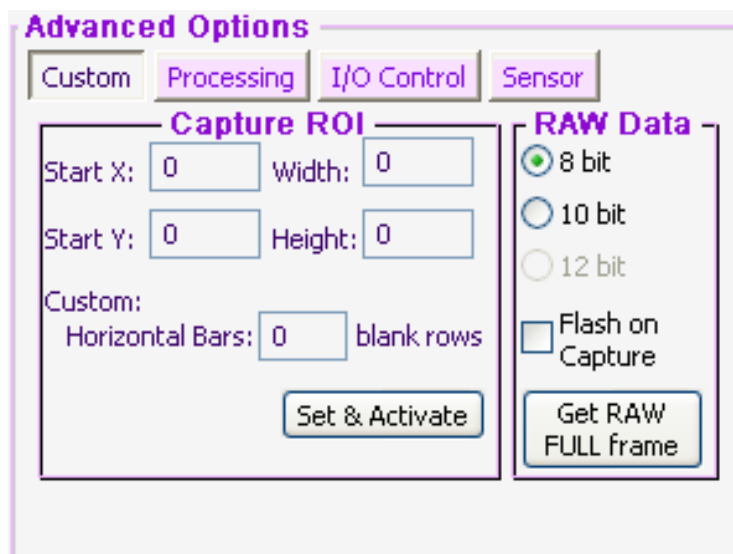 Advanced Options
Custom Processing I/O Control Sensor
Capture ROI
Start X: 0 Width: 0
Start Y: 0 Height: 0
Custom:
Horizontal Bars: 0 blank rows
Set & Activate
RAW Data
8 bit
10 bit
12 bit
Flash on
Capture
Get RAW
FULL frame